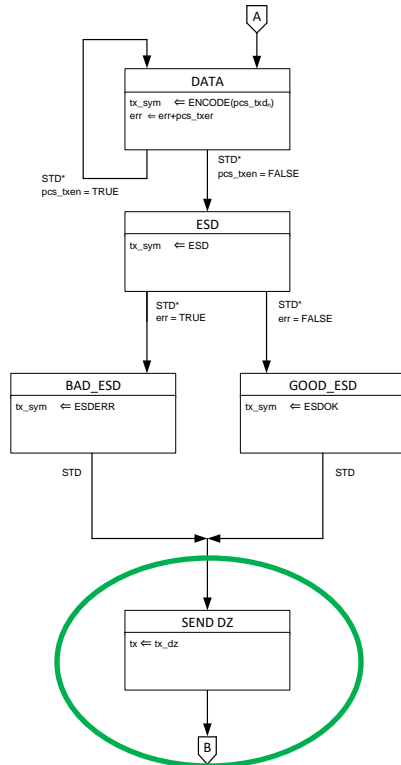 A
DATA
tx_sym ⇐ ENCODE(pcs_txdₙ)
err ⇐ err+pcs_txer
STD*
pcs_txen = TRUE
STD*
pcs_txen = FALSE
ESD
tx_sym ⇐ ESD
STD*
err = TRUE
STD*
err = FALSE
BAD_ESD
tx_sym ⇐ ESDERR
GOOD_ESD
tx_sym ⇐ ESDOK
STD
STD
SEND DZ
tx ⇐ tx_dz
B